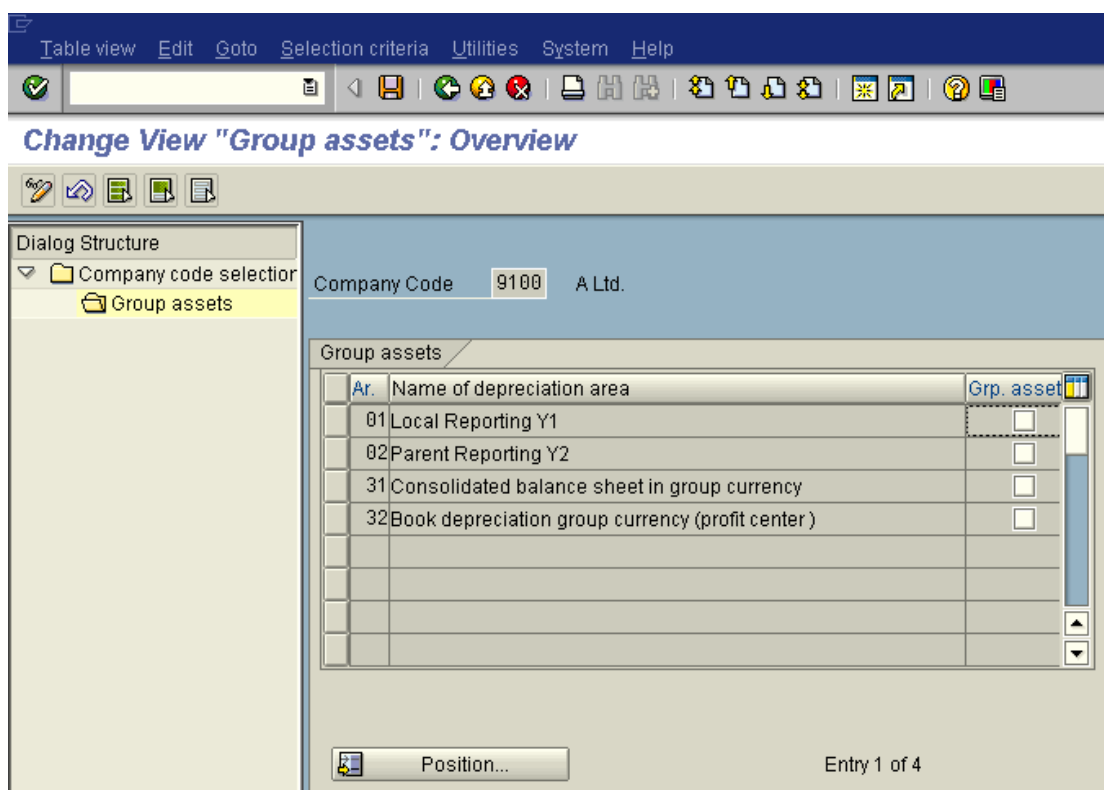 Table view Edit Goto Selection criteria Utilities System Help
Change View "Group assets": Overview
Dialog Structure
Company code selection
Group assets
Company Code 9100 A Ltd.
Group assets
Ar. Name of depreciation area Grp. asset
01 Local Reporting Y1
02 Parent Reporting Y2
31 Consolidated balance sheet in group currency
32 Book depreciation group currency (profit center )
Position... Entry 1 of 4